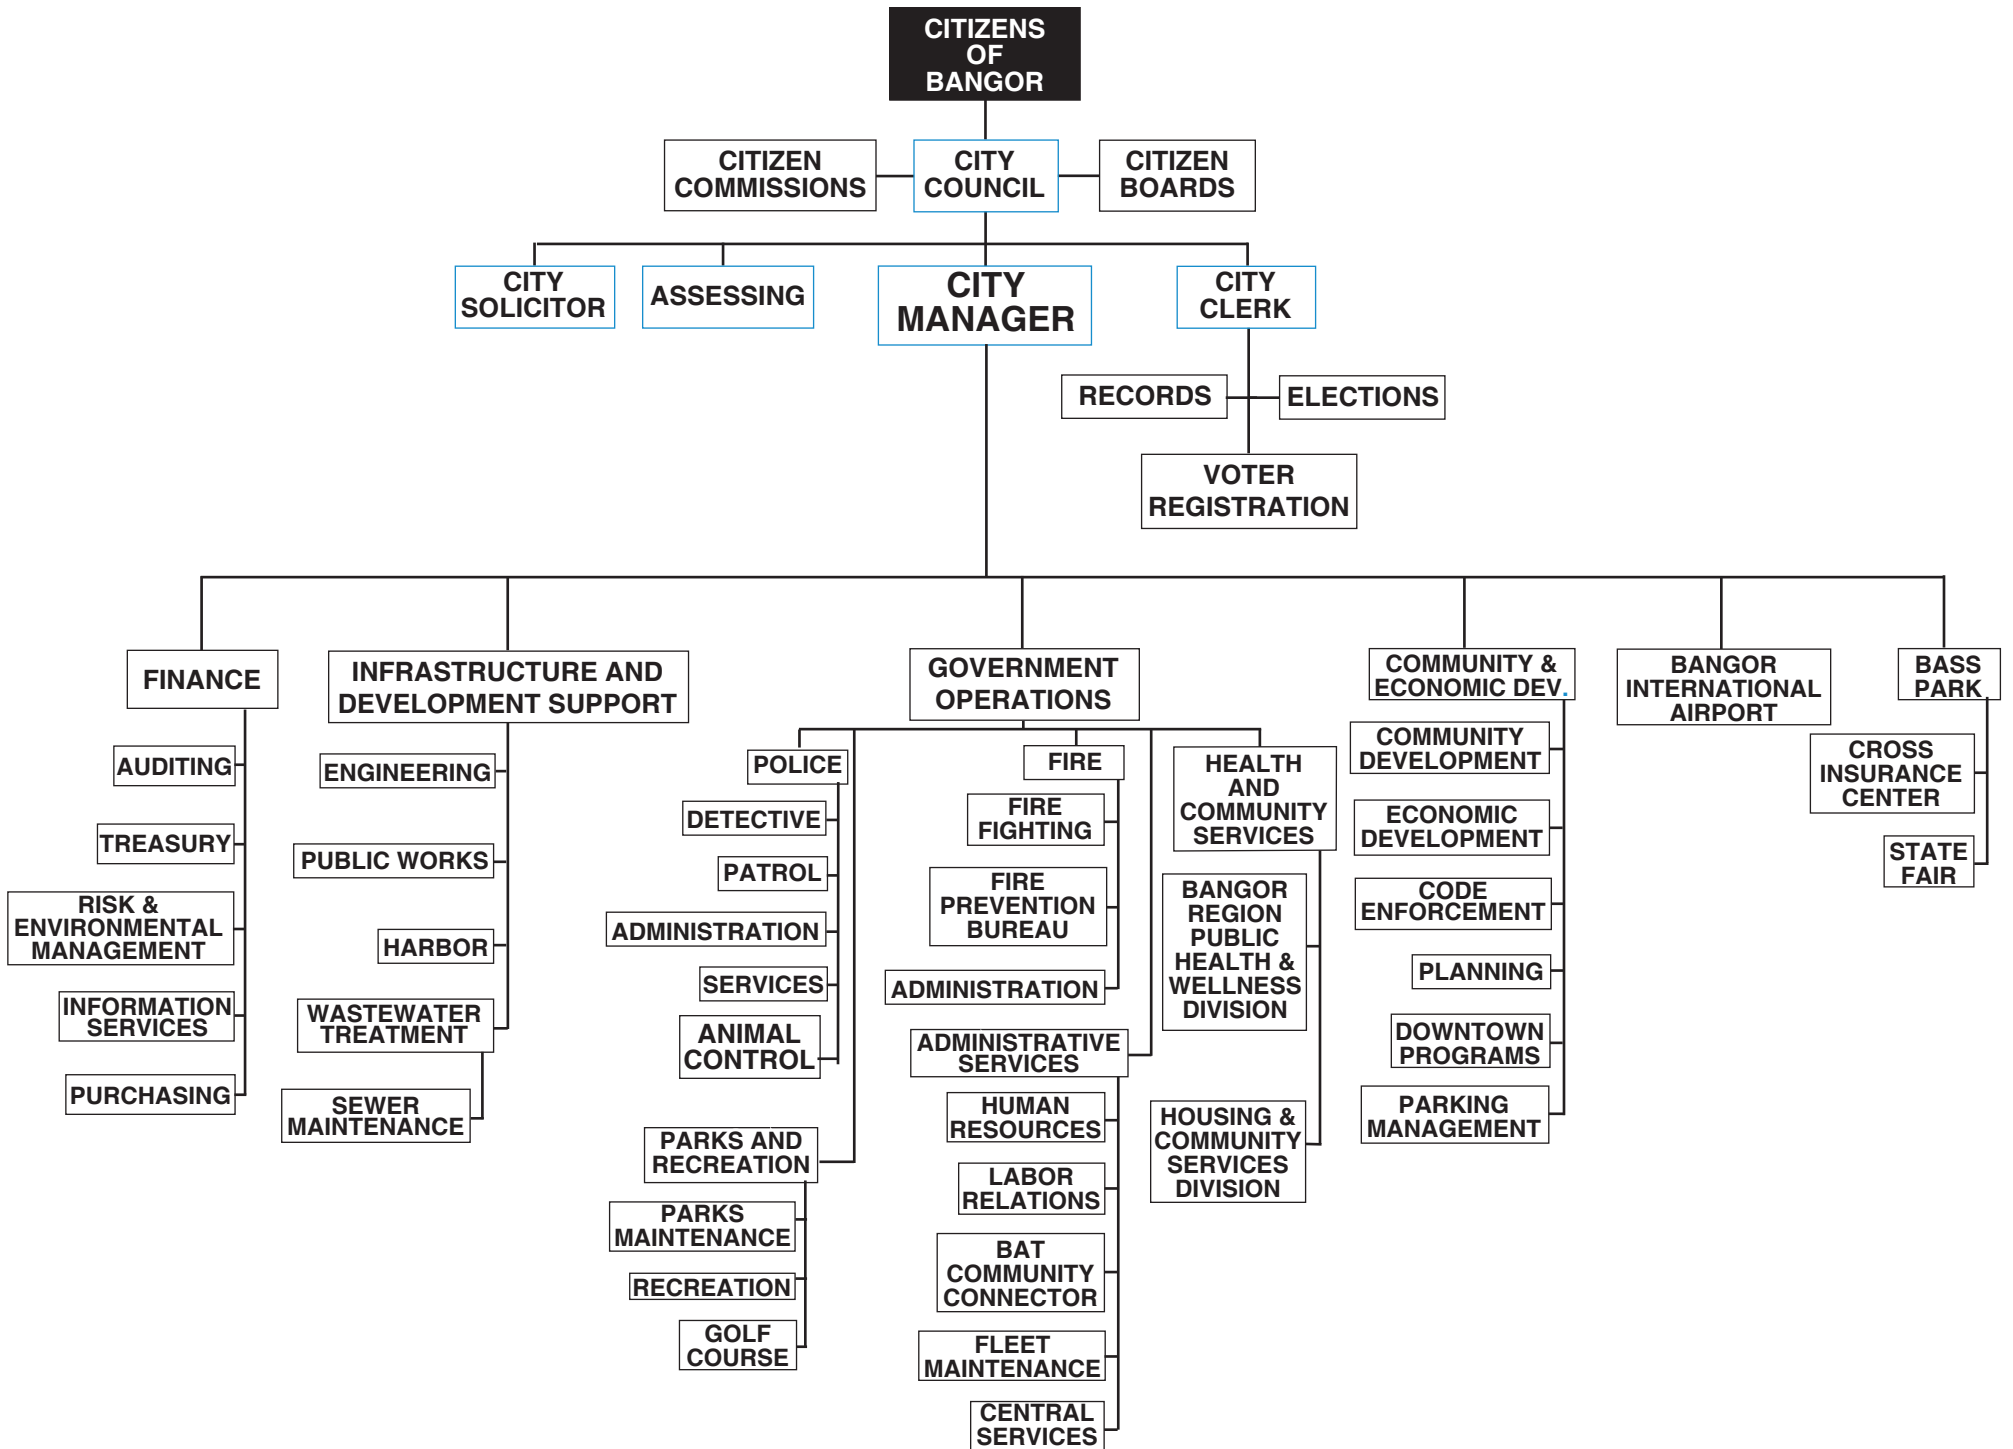 CITIZENS
OF
BANGOR
CITIZEN
COMMISSIONS
CITY
COUNCIL
CITIZEN
BOARDS
CITY
SOLICITOR
ASSESSING
CITY
MANAGER
CITY
CLERK
RECORDS
ELECTIONS
VOTER
REGISTRATION
FINANCE
AUDITING
TREASURY
RISK &
ENVIRONMENTAL
MANAGEMENT
INFORMATION
SERVICES
PURCHASING
INFRASTRUCTURE AND
DEVELOPMENT SUPPORT
ENGINEERING
PUBLIC WORKS
HARBOR
WASTEWATER
TREATMENT
SEWER
MAINTENANCE
GOVERNMENT
OPERATIONS
POLICE
DETECTIVE
PATROL
ADMINISTRATION
SERVICES
ANIMAL
CONTROL
PARKS AND
RECREATION
PARKS
MAINTENANCE
RECREATION
GOLF
COURSE
FIRE
FIRE
FIGHTING
FIRE
PREVENTION
BUREAU
ADMINISTRATION
ADMINISTRATIVE
SERVICES
HUMAN
RESOURCES
LABOR
RELATIONS
BAT
COMMUNITY
CONNECTOR
FLEET
MAINTENANCE
CENTRAL
SERVICES
HEALTH
AND
COMMUNITY
SERVICES
BANGOR
REGION
PUBLIC
HEALTH &
WELLNESS
DIVISION
HOUSING &
COMMUNITY
SERVICES
DIVISION
COMMUNITY &
ECONOMIC DEV.
COMMUNITY
DEVELOPMENT
ECONOMIC
DEVELOPMENT
CODE
ENFORCEMENT
PLANNING
DOWNTOWN
PROGRAMS
PARKING
MANAGEMENT
BANGOR
INTERNATIONAL
AIRPORT
BASS
PARK
CROSS
INSURANCE
CENTER
STATE
FAIR